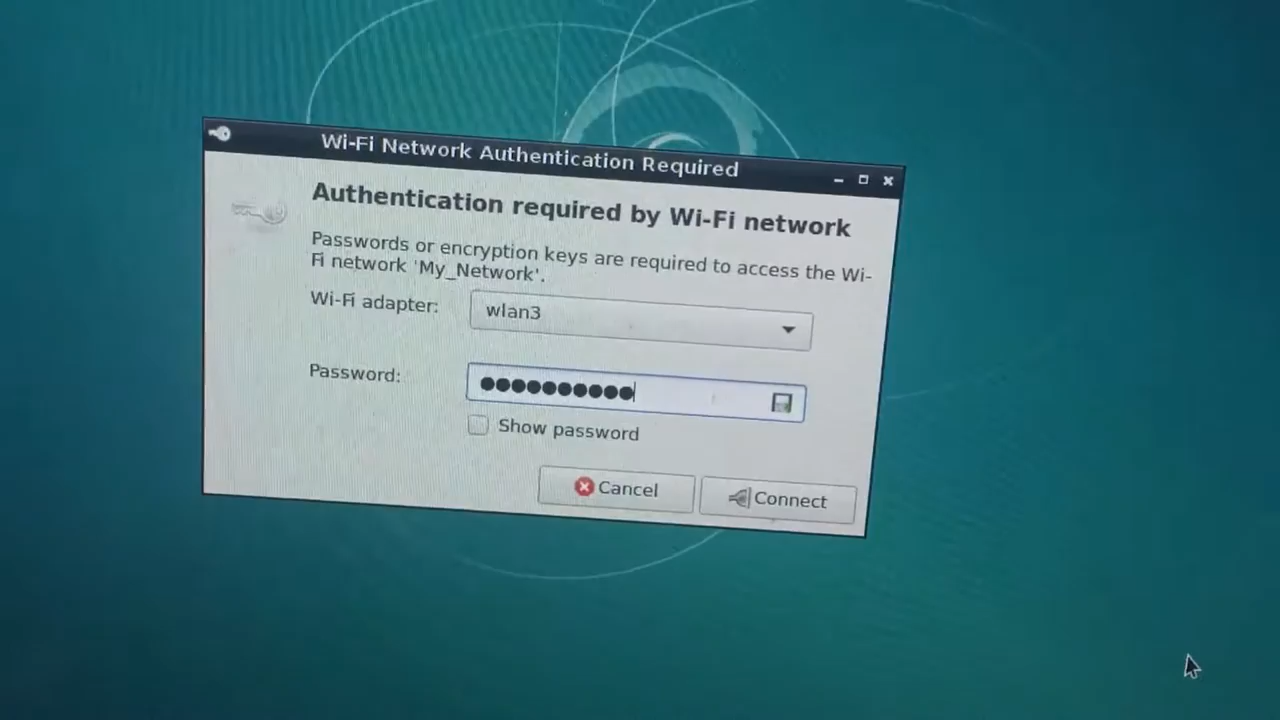 Wi-Fi Network Authentication Required
Authentication required by Wi-Fi network
Passwords or encryption keys are required to access the Wi-
Fi network 'My_Network'.
Wi-Fi adapter: wlan3
Password: ●●●●●●●●●●
Show password
Cancel Connect